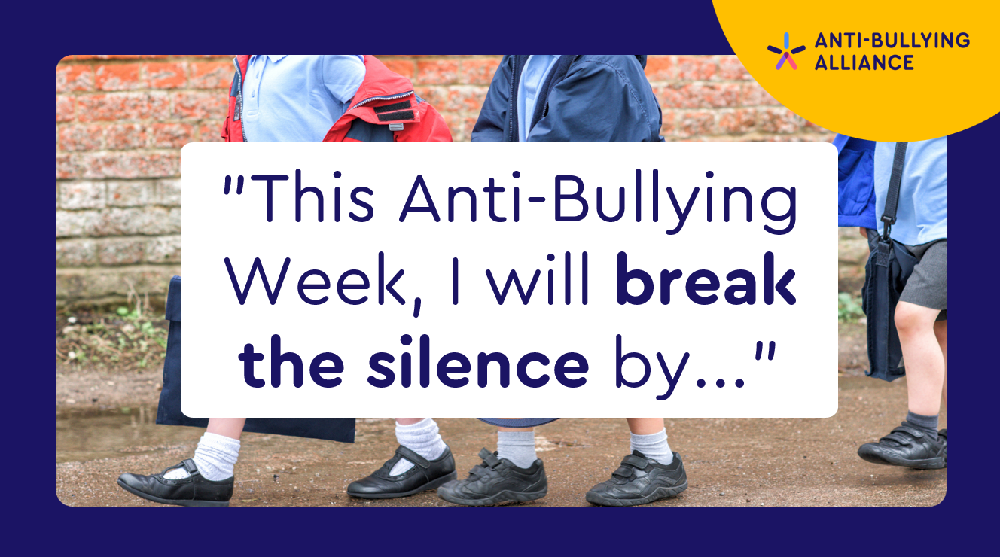 ANTI-BULLYING
ALLIANCE
"This Anti-Bullying
Week, I will break
the silence by..."